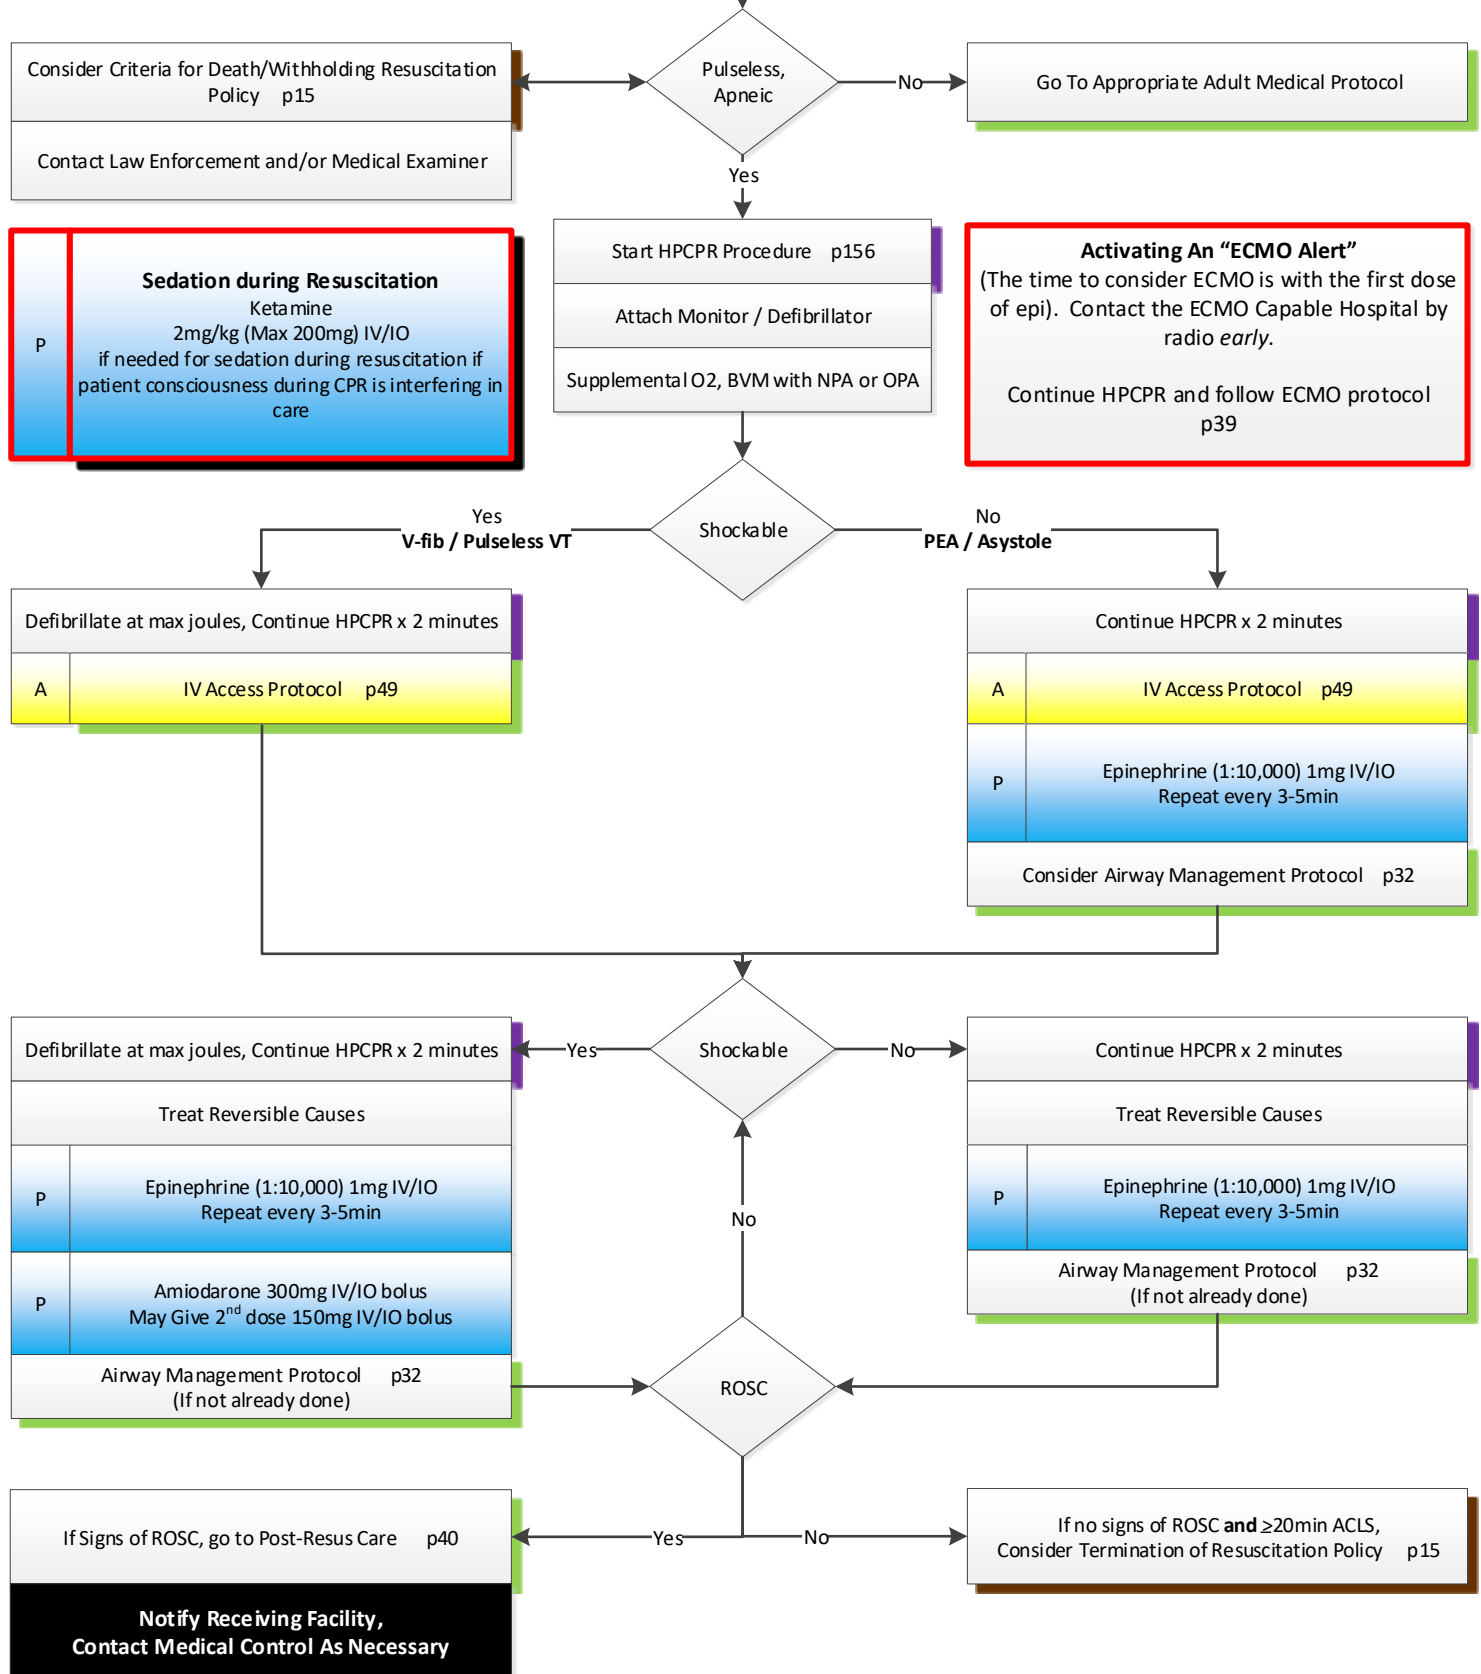 Pulseless,
Apneic
Consider Criteria for Death/Withholding Resuscitation
Policy p15
Contact Law Enforcement and/or Medical Examiner
No
Go To Appropriate Adult Medical Protocol
Yes
P
Sedation during Resuscitation
Ketamine
2mg/kg (Max 200mg) IV/IO
if needed for sedation during resuscitation if
patient consciousness during CPR is interfering in
care
Start HPCPR Procedure p156
Attach Monitor / Defibrillator
Supplemental O2, BVM with NPA or OPA
Activating An “ECMO Alert”
(The time to consider ECMO is with the first dose
of epi). Contact the ECMO Capable Hospital by
radio early.
Continue HPCPR and follow ECMO protocol
p39
Shockable
Yes
V-fib / Pulseless VT
No
PEA / Asystole
Defibrillate at max joules, Continue HPCPR x 2 minutes
A
IV Access Protocol p49
Continue HPCPR x 2 minutes
A
IV Access Protocol p49
P
Epinephrine (1:10,000) 1mg IV/IO
Repeat every 3-5min
Consider Airway Management Protocol p32
Shockable
Yes
No
Defibrillate at max joules, Continue HPCPR x 2 minutes
Treat Reversible Causes
P
Epinephrine (1:10,000) 1mg IV/IO
Repeat every 3-5min
P
Amiodarone 300mg IV/IO bolus
May Give 2nd dose 150mg IV/IO bolus
Airway Management Protocol p32
(If not already done)
Continue HPCPR x 2 minutes
Treat Reversible Causes
P
Epinephrine (1:10,000) 1mg IV/IO
Repeat every 3-5min
Airway Management Protocol p32
(If not already done)
No
ROSC
Yes
No
If Signs of ROSC, go to Post-Resus Care p40
Notify Receiving Facility,
Contact Medical Control As Necessary
If no signs of ROSC and ≥20min ACLS,
Consider Termination of Resuscitation Policy p15